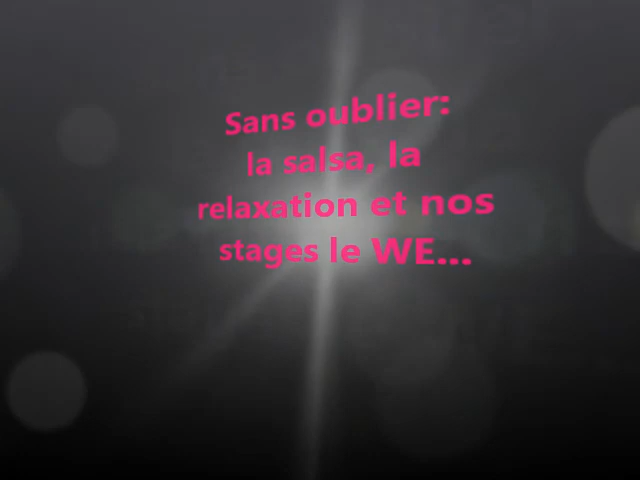 Sans oublier:
la salsa, la
relaxation et nos
stages le WE...